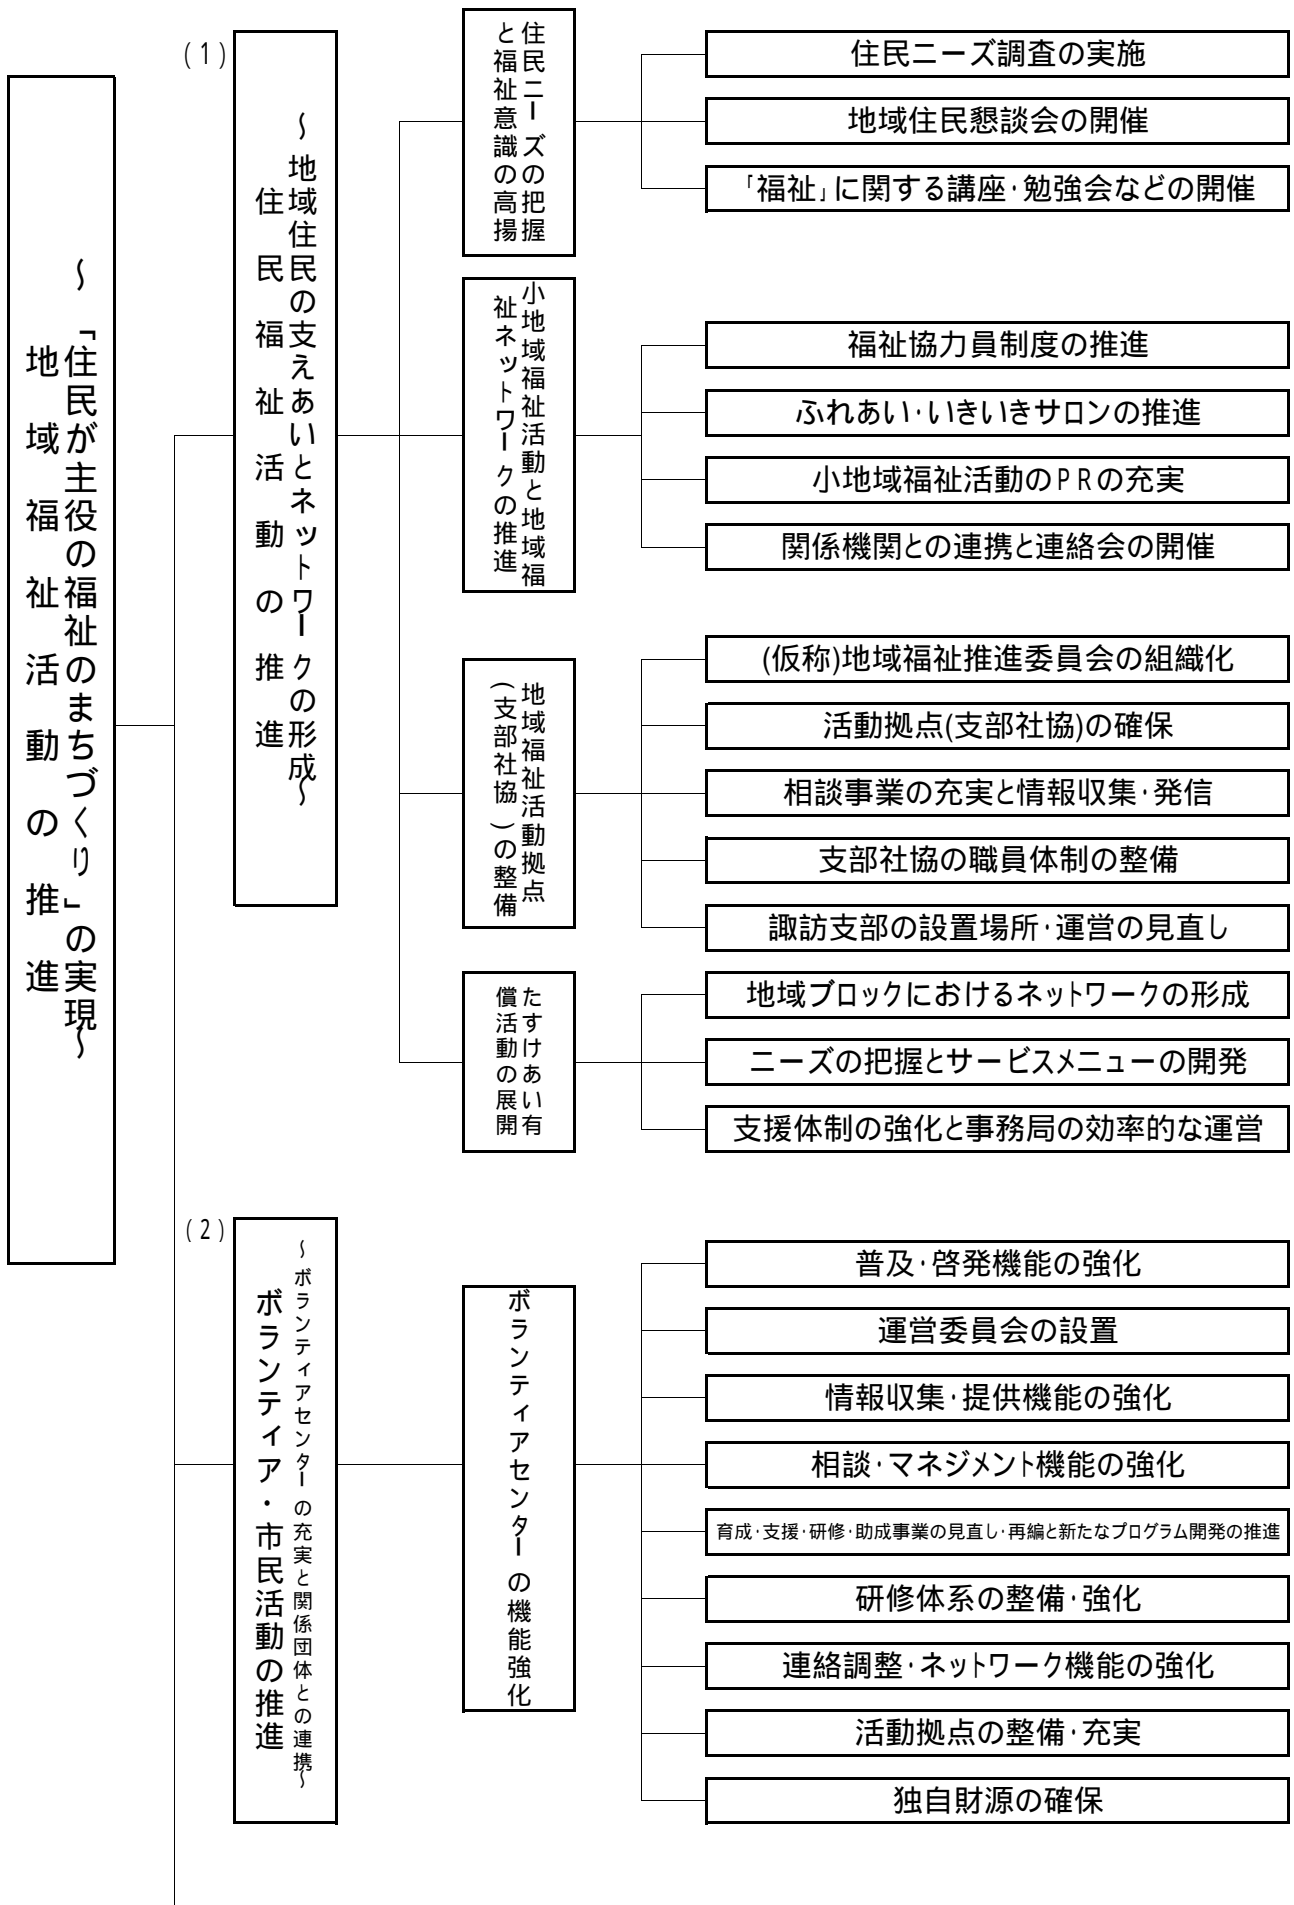 地域福祉活動の推進
～「住民が主役の福祉のまちづくり」の実現～
(1)
住民福祉活動の推進
～地域住民の支えあいとネットワークの形成～
住民ニーズの把握
と福祉意識の高揚
住民ニーズ調査の実施
地域住民懇談会の開催
「福祉」に関する講座・勉強会などの開催
小地域福祉活動と地域福
祉ネットワークの推進
福祉協力員制度の推進
ふれあい・いきいきサロンの推進
小地域福祉活動のPRの充実
関係機関との連携と連絡会の開催
地域福祉活動拠点
(支部社協)の整備
(仮称)地域福祉推進委員会の組織化
活動拠点(支部社協)の確保
相談事業の充実と情報収集・発信
支部社協の職員体制の整備
諏訪支部の設置場所・運営の見直し
たすけあい有
償活動の展開
地域ブロックにおけるネットワークの形成
ニーズの把握とサービスメニューの開発
支援体制の強化と事務局の効率的な運営
(2)
ボランティア・市民活動の推進
～ボランティアセンターの充実と関係団体との連携～
ボランティアセンターの機能強化
普及・啓発機能の強化
運営委員会の設置
情報収集・提供機能の強化
相談・マネジメント機能の強化
育成・支援・研修・助成事業の見直し・再編と新たなプログラム開発の推進
研修体系の整備・強化
連絡調整・ネットワーク機能の強化
活動拠点の整備・充実
独自財源の確保